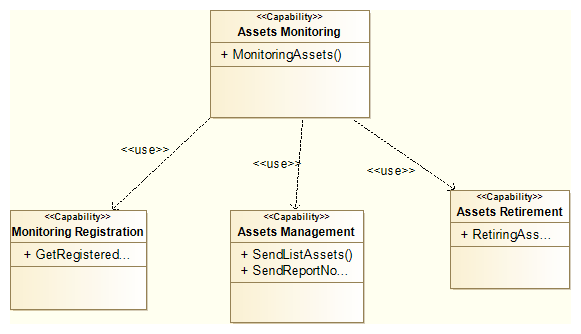 <<Capability>>
Assets Monitoring
+ MonitoringAssets()
<<use>>
<<use>>
<<use>>
<<Capability>>
Monitoring Registration
+ GetRegistered...
<<Capability>>
Assets Management
+ SendListAssets()
+ SendReportNo...
<<Capability>>
Assets Retirement
+ RetiringAss...